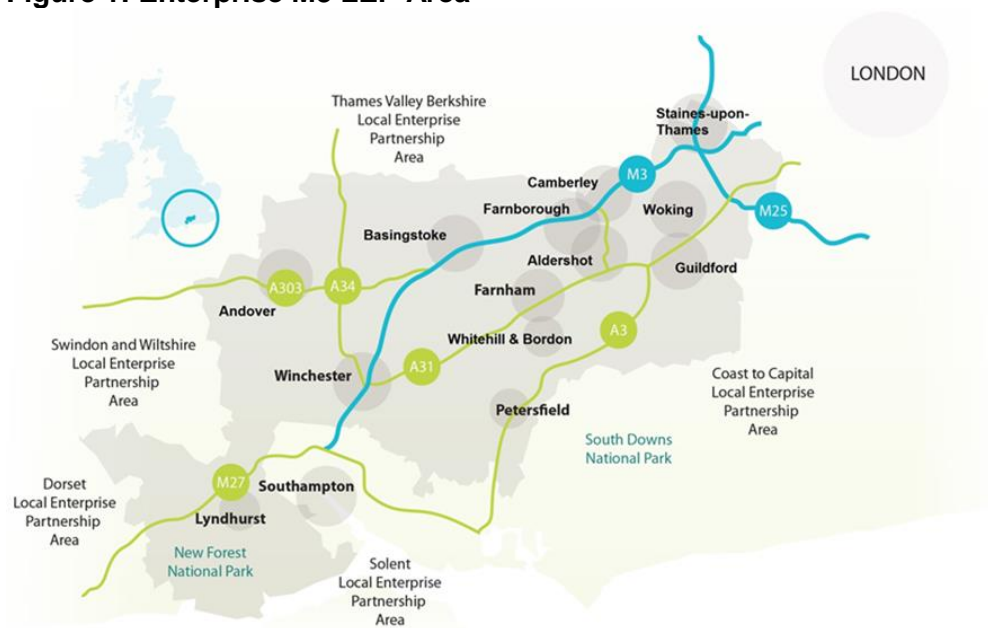 Figure 1: Enterprise M3 LEP Area
LONDON
Thames Valley Berkshire
Local Enterprise
Partnership
Area
Staines-upon-
Thames
M3
Camberley
Farnborough
Woking
M25
Basingstoke
Aldershot
Guildford
A303
A34
Farnham
Andover
A3
Whitehill & Bordon
Swindon and Wiltshire
Local Enterprise
Partnership
Area
Winchester
A31
Coast to Capital
Local Enterprise
Partnership
Area
Petersfield
South Downs
National Park
Dorset
Local Enterprise
Partnership
Area
M27
Southampton
Lyndhurst
New Forest
National Park
Solent
Local Enterprise
Partnership
Area